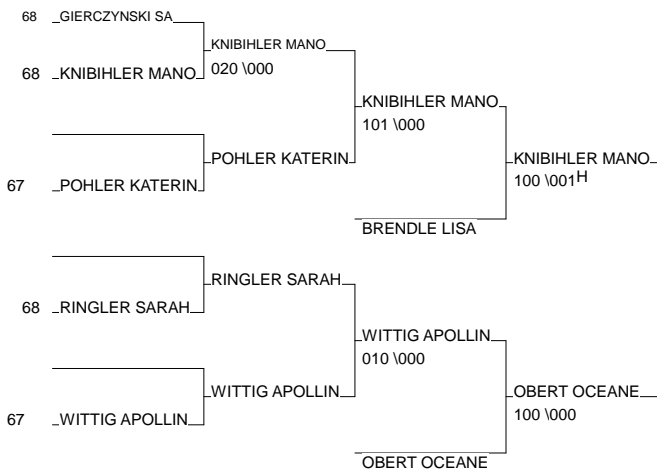 68 GIERCZYNSKI SA
KNIBIHLER MANO
68 KNIBIHLER MANO
020 \000
KNIBIHLER MANO
101 \000
POHLER KATERIN
KNIBIHLER MANO
67 POHLER KATERIN
100 \001H
BRENDLE LISA
RINGLER SARAH
68 RINGLER SARAH
WITTIG APOLLIN
010 \000
WITTIG APOLLIN
OBERT OCEANE
67 WITTIG APOLLIN
100 \000
OBERT OCEANE